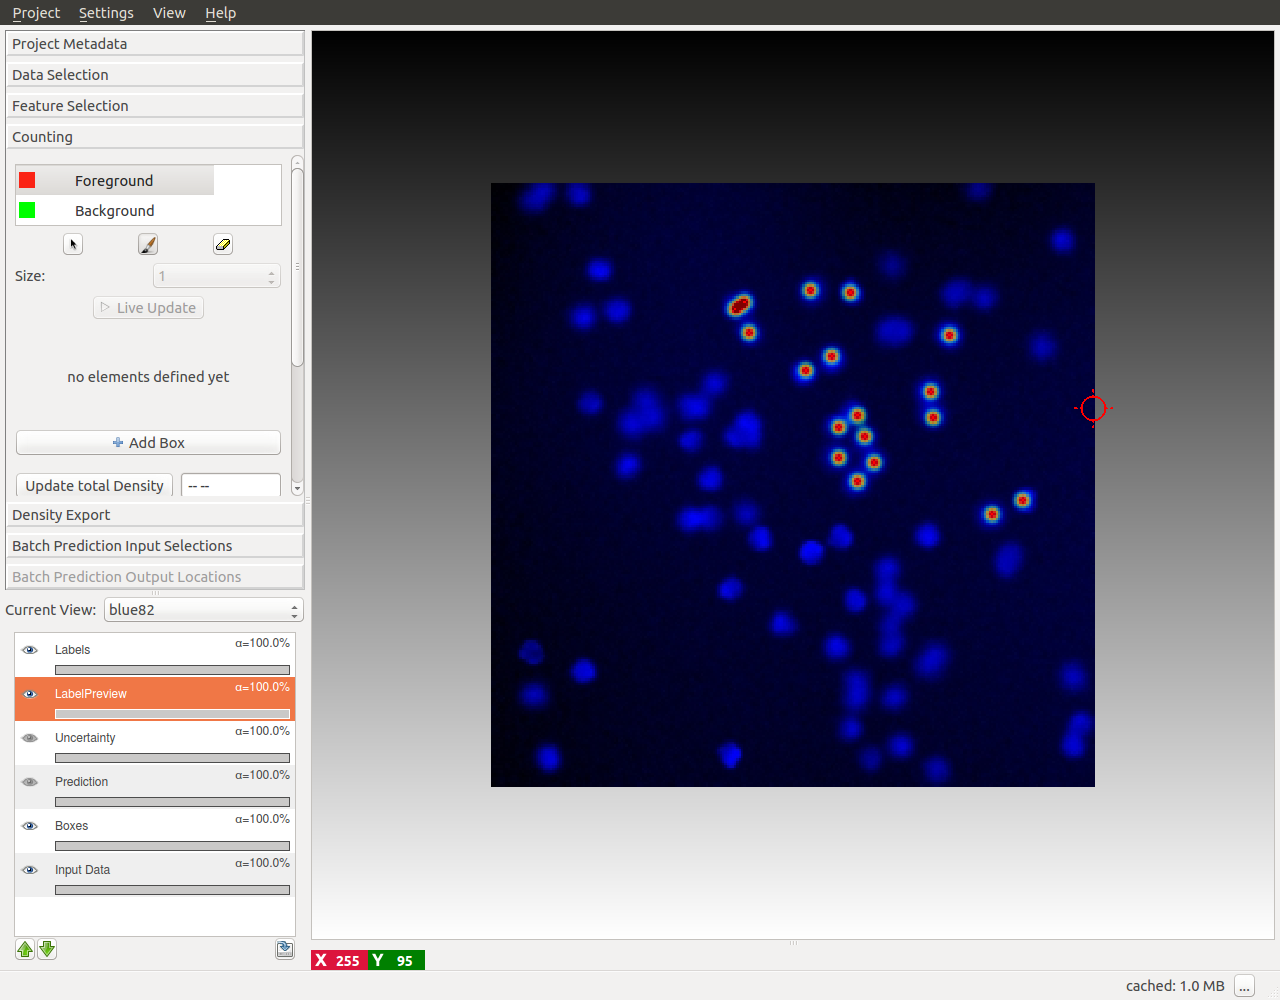 Project Settings View Help
Project Metadata
Data Selection
Feature Selection
Counting
Foreground
Background
Size: 1
Live Update
no elements defined yet
Add Box
Update total Density -- --
Density Export
Batch Prediction Input Selections
Batch Prediction Output Locations
Current View: blue82
Labels α=100.0%
LabelPreview α=100.0%
Uncertainty α=100.0%
Prediction α=100.0%
Boxes α=100.0%
Input Data α=100.0%
X 255 Y 95
cached: 1.0 MB ...